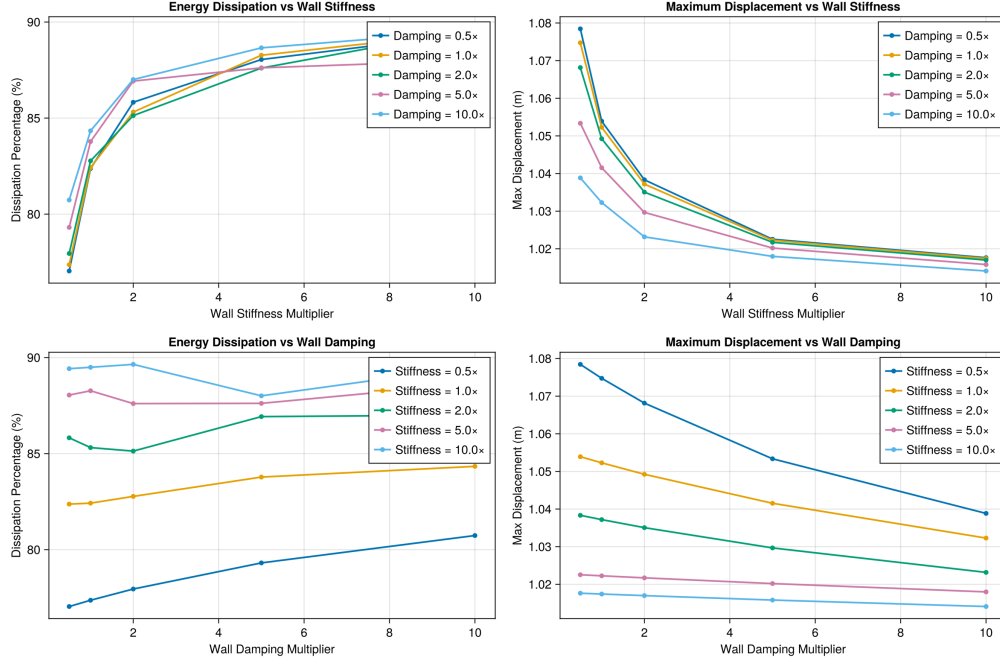 Energy Dissipation vs Wall Stiffness
Dissipation Percentage (%)
90
85
80
2
4
6
8
10
Wall Stiffness Multiplier
Damping = 0.5×
Damping = 1.0×
Damping = 2.0×
Damping = 5.0×
Damping = 10.0×
Maximum Displacement vs Wall Stiffness
Max Displacement (m)
1.08
1.07
1.06
1.05
1.04
1.03
1.02
2
4
6
8
10
Wall Stiffness Multiplier
Damping = 0.5×
Damping = 1.0×
Damping = 2.0×
Damping = 5.0×
Damping = 10.0×
Energy Dissipation vs Wall Damping
Dissipation Percentage (%)
90
85
80
2
4
6
8
10
Wall Damping Multiplier
Stiffness = 0.5×
Stiffness = 1.0×
Stiffness = 2.0×
Stiffness = 5.0×
Stiffness = 10.0×
Maximum Displacement vs Wall Damping
Max Displacement (m)
1.08
1.07
1.06
1.05
1.04
1.03
1.02
2
4
6
8
10
Wall Damping Multiplier
Stiffness = 0.5×
Stiffness = 1.0×
Stiffness = 2.0×
Stiffness = 5.0×
Stiffness = 10.0×